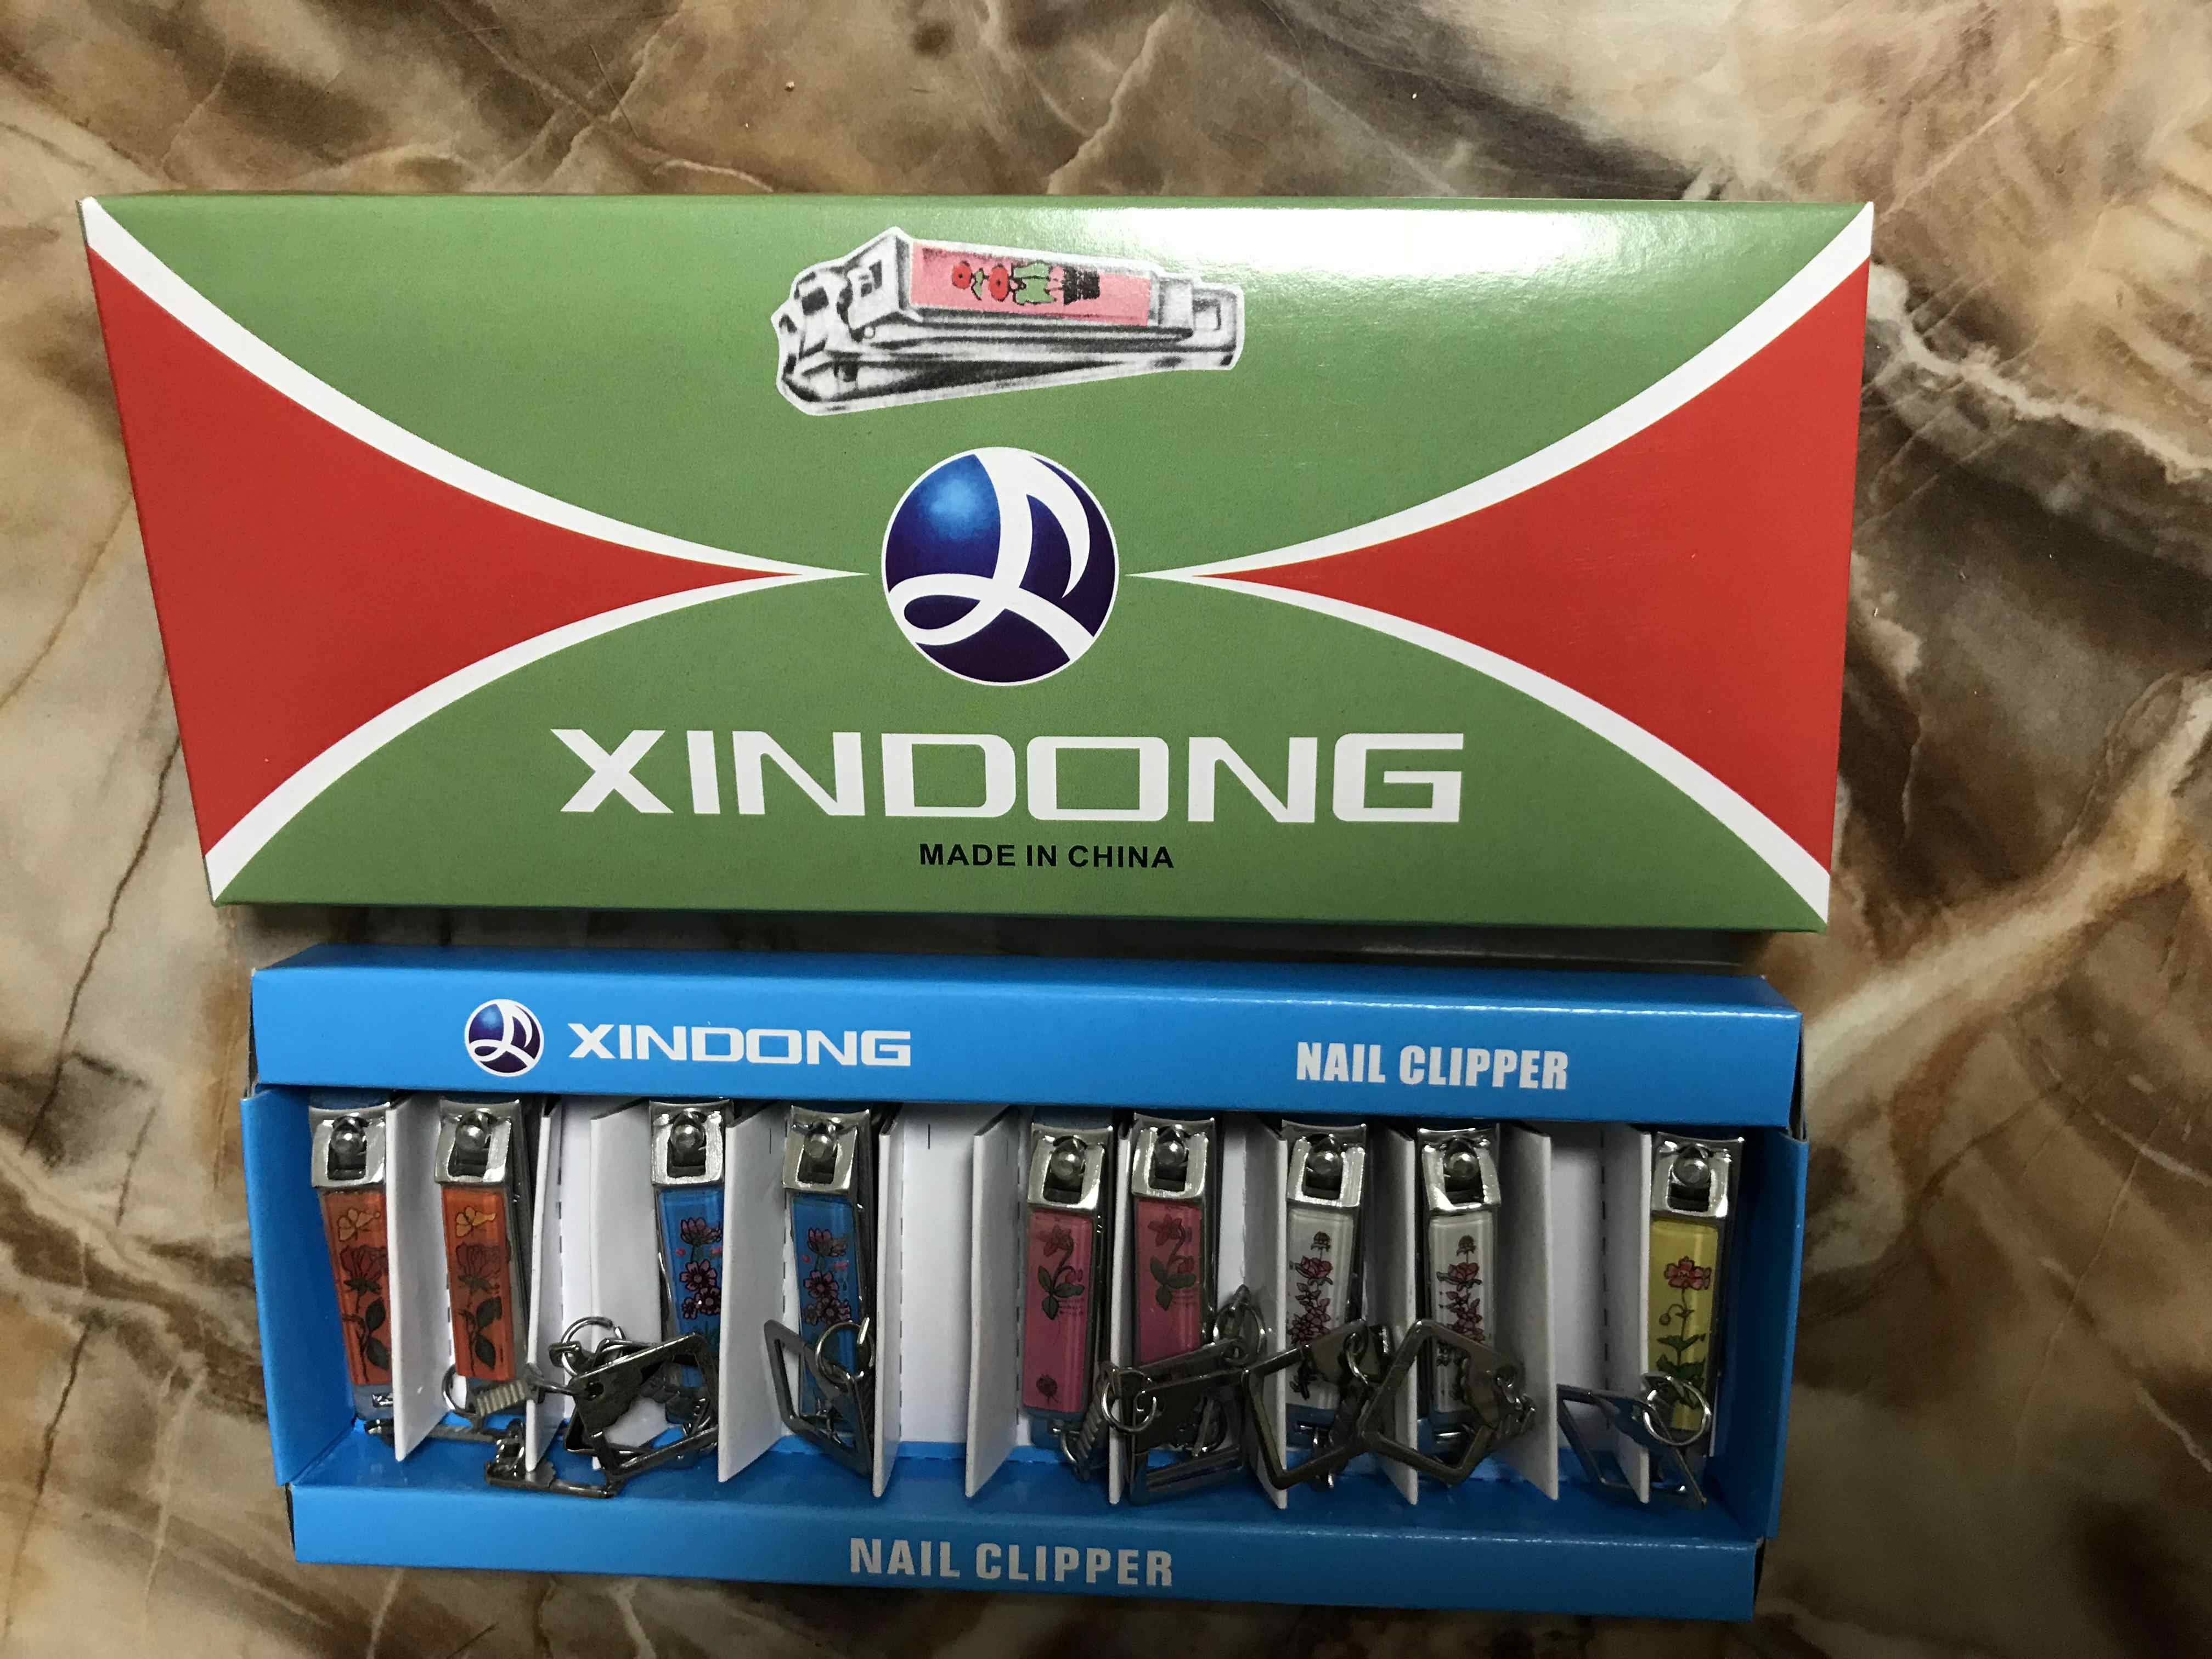 XINDONG
MADE IN CHINA
XINDONG
NAIL CLIPPER
NAIL CLIPPER